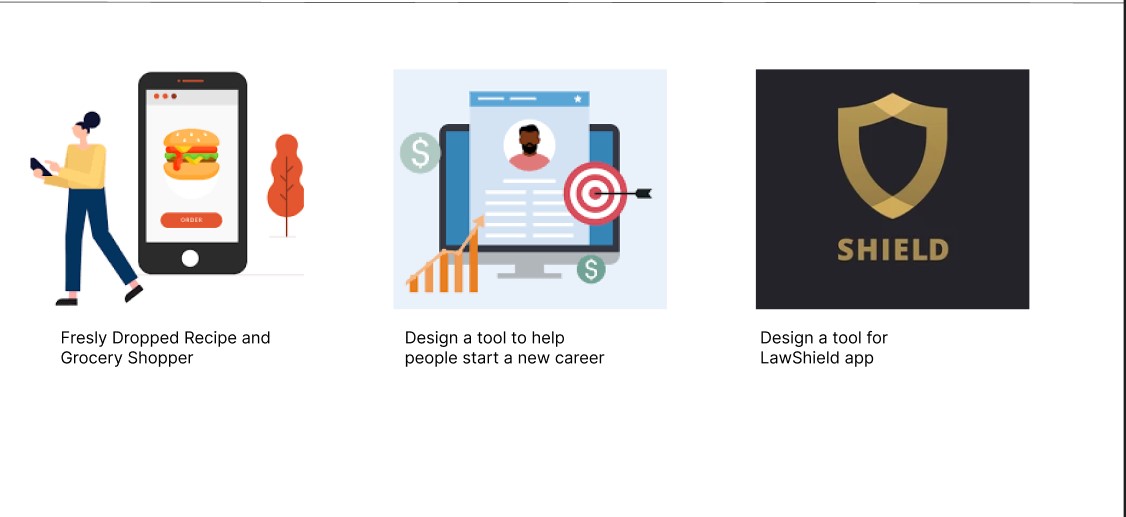 ORDER
$
$
SHIELD
Fresly Dropped Recipe and
Grocery Shopper
Design a tool to help
people start a new career
Design a tool for
LawShield app